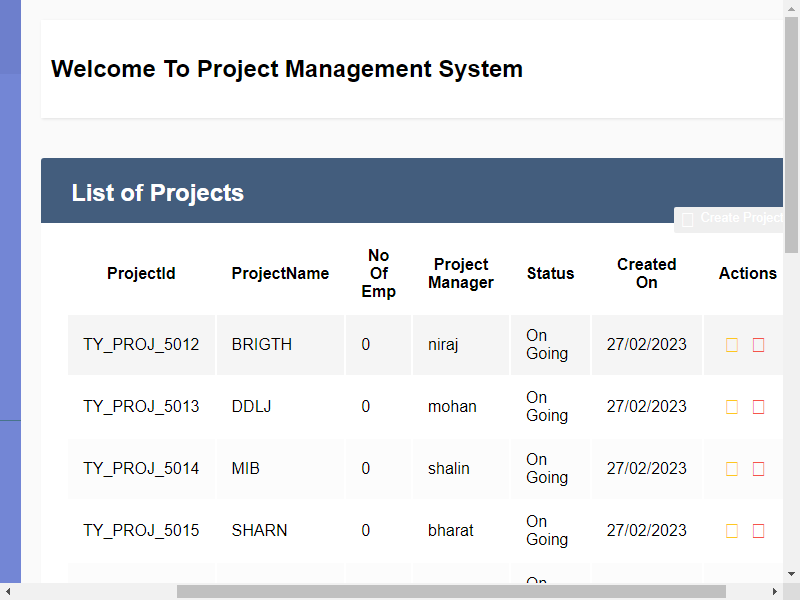 Welcome To Project Management System
List of Projects
Create Project
ProjectId ProjectName No Of Emp Project Manager Status Created On Actions
TY_PROJ_5012 BRIGTH 0 niraj On Going 27/02/2023
TY_PROJ_5013 DDLJ 0 mohan On Going 27/02/2023
TY_PROJ_5014 MIB 0 shalin On Going 27/02/2023
TY_PROJ_5015 SHARN 0 bharat On Going 27/02/2023